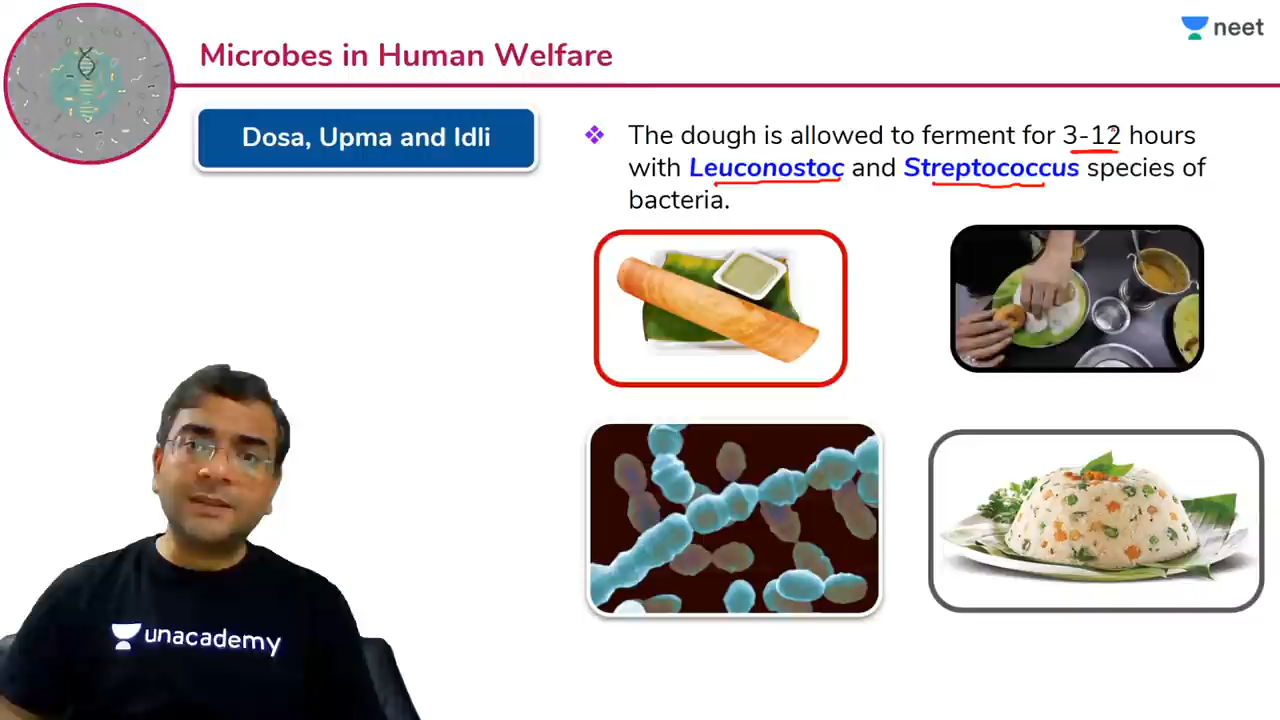 Microbes in Human Welfare
neet
Dosa, Upma and Idli
The dough is allowed to ferment for 3-12 hours
with Leuconostoc and Streptococcus species of
bacteria.
unacademy